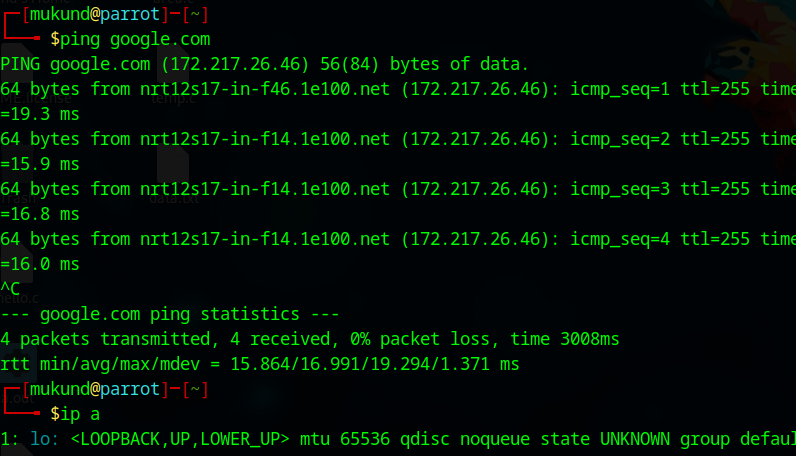 ┌─[mukund@parrot]─[~]
└──╼ $ping google.com
PING google.com (172.217.26.46) 56(84) bytes of data.
64 bytes from nrt12s17-in-f46.1e100.net (172.217.26.46): icmp_seq=1 ttl=255 time
=19.3 ms
64 bytes from nrt12s17-in-f14.1e100.net (172.217.26.46): icmp_seq=2 ttl=255 time
=15.9 ms
64 bytes from nrt12s17-in-f14.1e100.net (172.217.26.46): icmp_seq=3 ttl=255 time
=16.8 ms
64 bytes from nrt12s17-in-f14.1e100.net (172.217.26.46): icmp_seq=4 ttl=255 time
=16.0 ms
^C
--- google.com ping statistics ---
4 packets transmitted, 4 received, 0% packet loss, time 3008ms
rtt min/avg/max/mdev = 15.864/16.991/19.294/1.371 ms
┌─[mukund@parrot]─[~]
└──╼ $ip a
1: lo: <LOOPBACK,UP,LOWER_UP> mtu 65536 qdisc noqueue state UNKNOWN group defaul